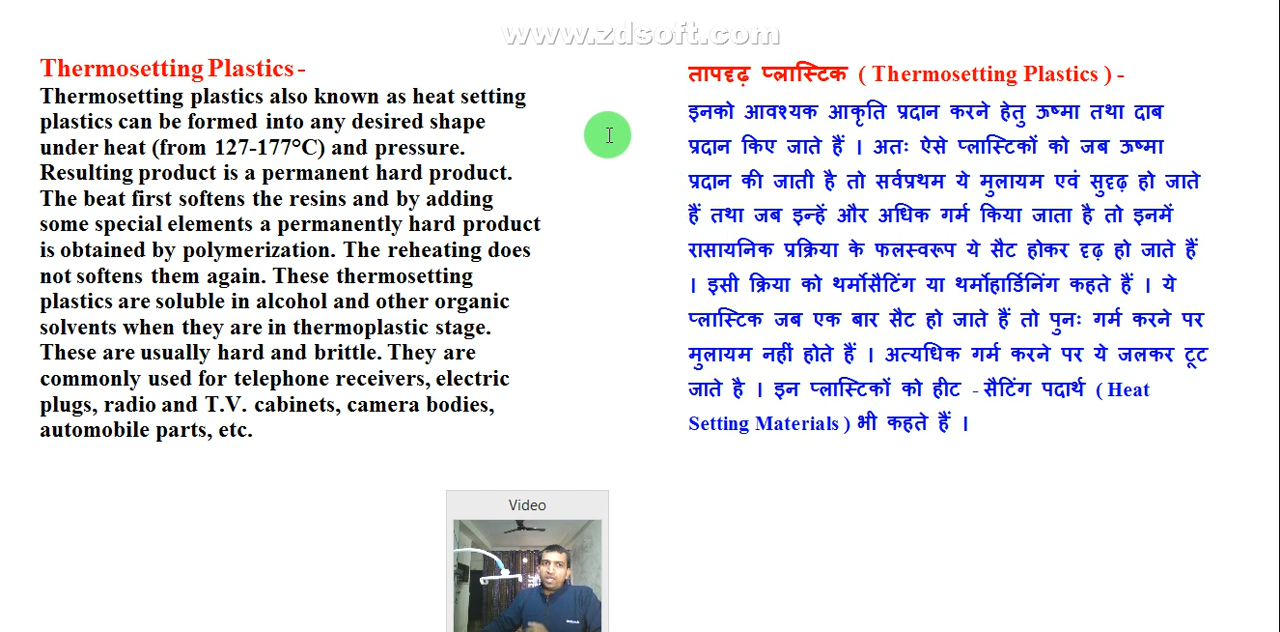 www.zdsoft.com
Thermosetting Plastics -
Thermosetting plastics also known as heat setting
plastics can be formed into any desired shape
under heat (from 127-177°C) and pressure.
Resulting product is a permanent hard product.
The beat first softens the resins and by adding
some special elements a permanently hard product
is obtained by polymerization. The reheating does
not softens them again. These thermosetting
plastics are soluble in alcohol and other organic
solvents when they are in thermoplastic stage.
These are usually hard and brittle. They are
commonly used for telephone receivers, electric
plugs, radio and T.V. cabinets, camera bodies,
automobile parts, etc.
तापदृढ़ प्लास्टिक ( Thermosetting Plastics ) -
इनको आवश्यक आकृति प्रदान करने हेतु ऊष्मा तथा दाब
प्रदान किए जाते हैं । अतः ऐसे प्लास्टिकों को जब ऊष्मा
प्रदान की जाती है तो सर्वप्रथम ये मुलायम एवं सुदृढ़ हो जाते
हैं तथा जब इन्हें और अधिक गर्म किया जाता है तो इनमें
रासायनिक प्रक्रिया के फलस्वरूप ये सैट होकर दृढ़ हो जाते हैं
। इसी क्रिया को थर्मोसैटिंग या थर्मोहार्डिनिंग कहते हैं । ये
प्लास्टिक जब एक बार सैट हो जाते हैं तो पुनः गर्म करने पर
मुलायम नहीं होते हैं । अत्यधिक गर्म करने पर ये जलकर टूट
जाते है । इन प्लास्टिकों को हीट - सैटिंग पदार्थ ( Heat
Setting Materials ) भी कहते हैं ।
Video